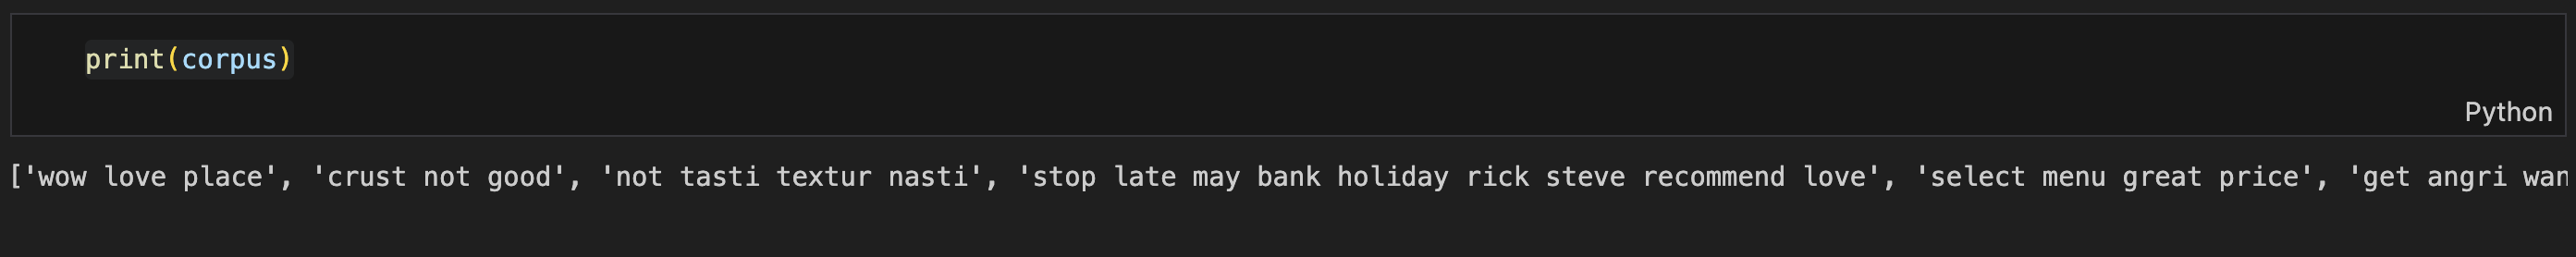 print(corpus)
Python
['wow love place', 'crust not good', 'not tasti textur nasti', 'stop late may bank holiday rick steve recommend love', 'select menu great price', 'get angri wan